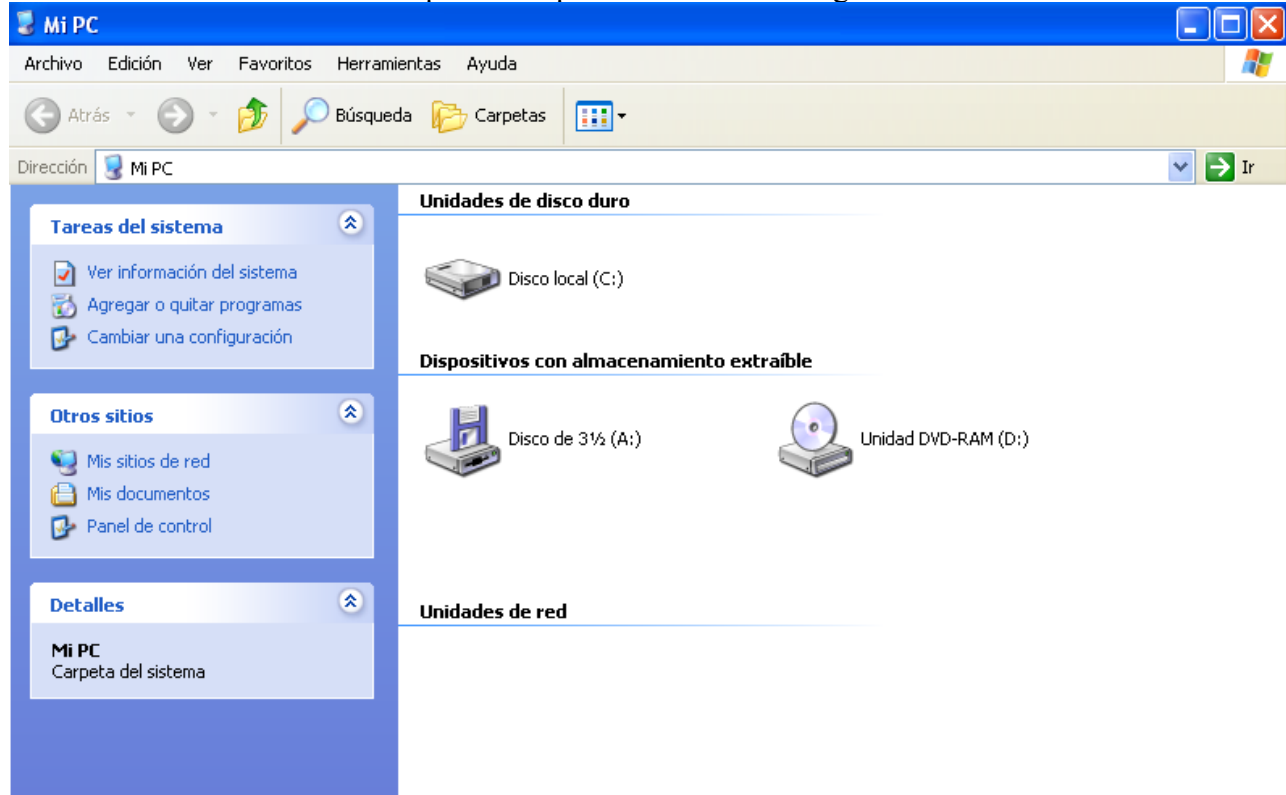 Mi PC
Archivo Edición Ver Favoritos Herramientas Ayuda
Atrás Búsqueda Carpetas
Dirección Mi PC Ir
Tareas del sistema
Ver información del sistema
Agregar o quitar programas
Cambiar una configuración
Otros sitios
Mis sitios de red
Mis documentos
Panel de control
Detalles
Mi PC
Carpeta del sistema
Unidades de disco duro
Disco local (C:)
Dispositivos con almacenamiento extraíble
Disco de 3½ (A:) Unidad DVD-RAM (D:)
Unidades de red